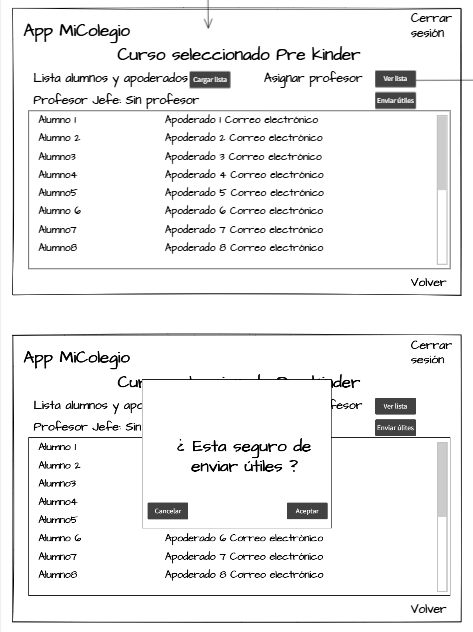 Cerrar
sesión
App MiColegio
Curso seleccionado Pre kinder
Lista alumnos y apoderados Cargar lista Asignar profesor Ver lista
Profesor Jefe: Sin profesor Enviar útiles
Alumno 1 Apoderado 1 Correo electrónico
Alumno 2 Apoderado 2 Correo electrónico
Alumno3 Apoderado 3 Correo electrónico
Alumno4 Apoderado 4 Correo electrónico
Alumno5 Apoderado 5 Correo electrónico
Alumno 6 Apoderado 6 Correo electrónico
Alumno7 Apoderado 7 Correo electrónico
Alumno8 Apoderado 8 Correo electrónico
Volver
Cerrar
sesión
App MiColegio
Cur kinder
Lista alumnos y apo fesor Ver lista
Profesor Jefe: Sin Enviar útiles
Alumno 1
Alumno 2
Alumno3
Alumno4
Alumno5
¿ Esta seguro de
enviar útiles ?
Cancelar Aceptar
Alumno 6 Apoderado 6 Correo electrónico
Alumno7 Apoderado 7 Correo electrónico
Alumno8 Apoderado 8 Correo electrónico
Volver